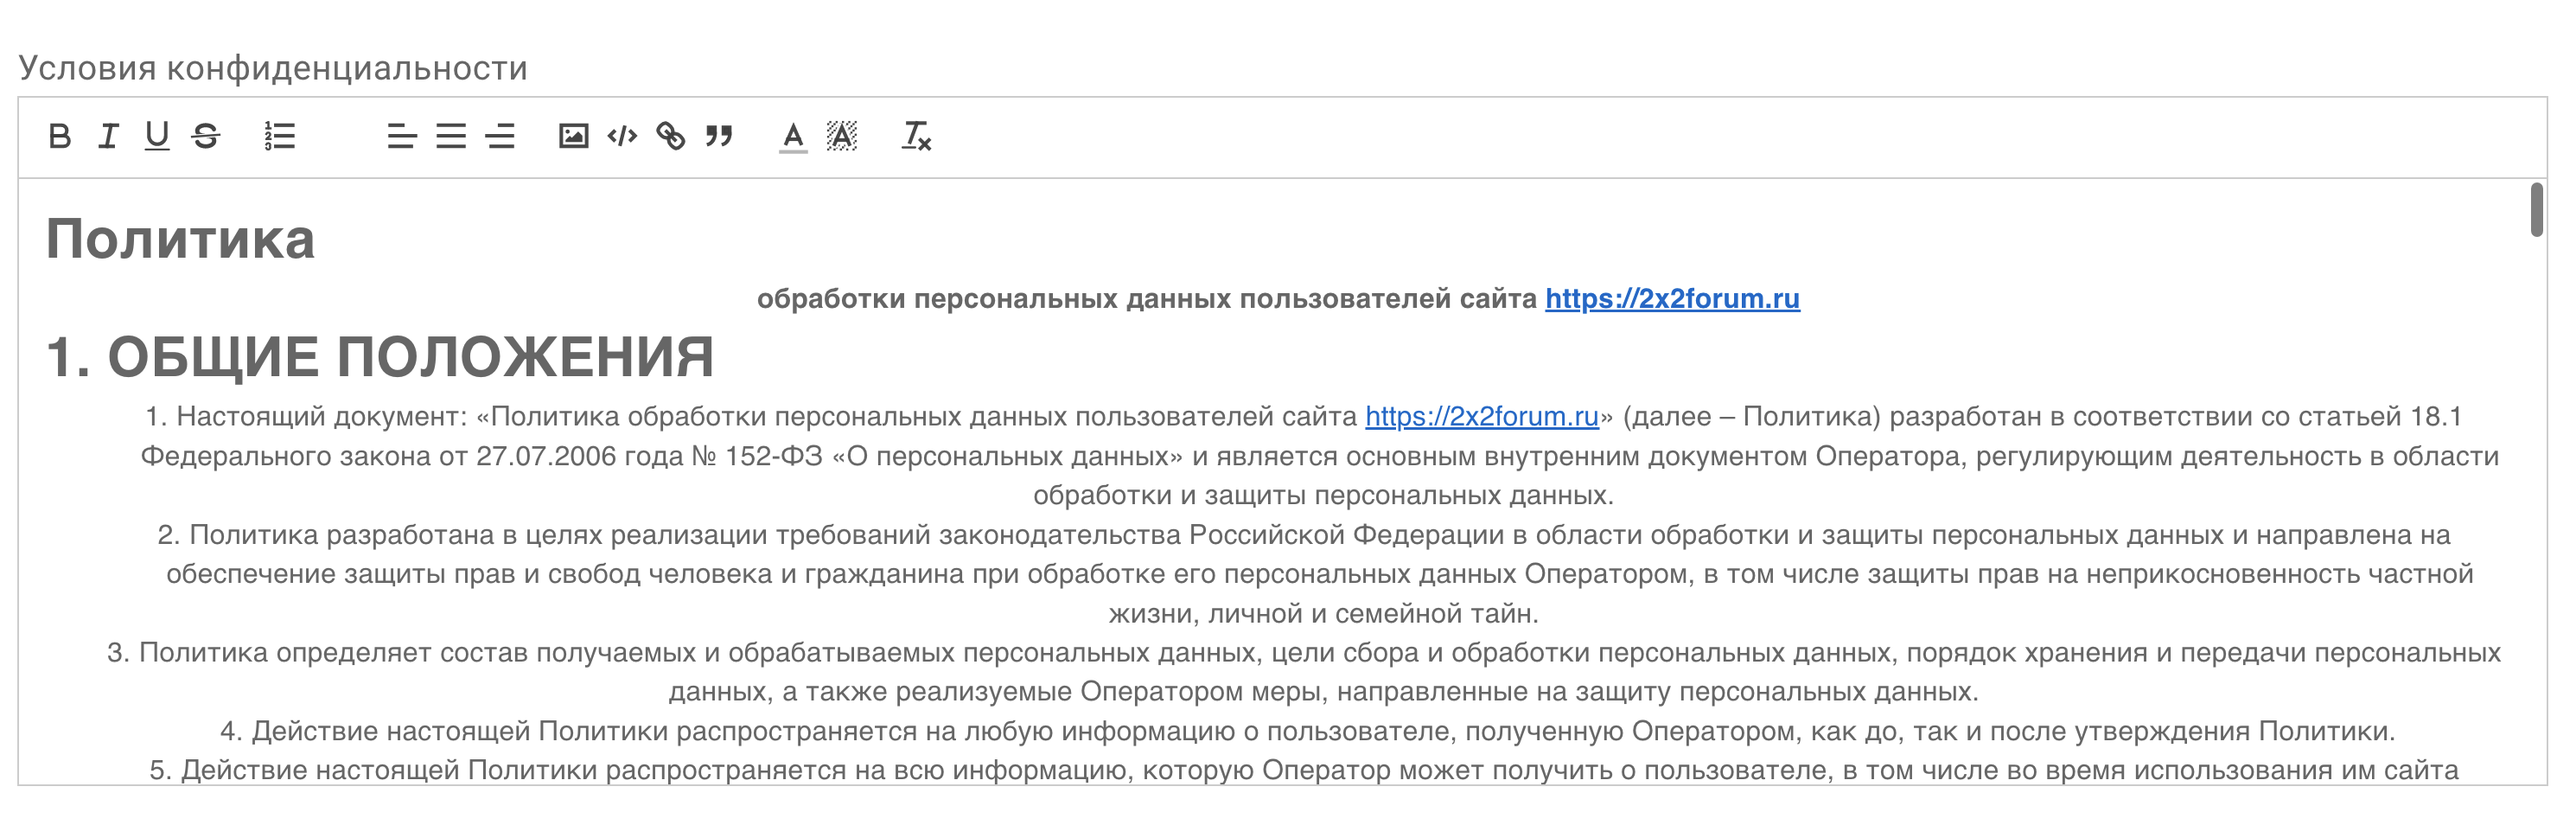 Условия конфиденциальности
Политика
обработки персональных данных пользователей сайта https://2x2forum.ru
1. ОБЩИЕ ПОЛОЖЕНИЯ
1. Настоящий документ: «Политика обработки персональных данных пользователей сайта https://2x2forum.ru» (далее – Политика) разработан в соответствии со статьей 18.1
Федерального закона от 27.07.2006 года № 152-ФЗ «О персональных данных» и является основным внутренним документом Оператора, регулирующим деятельность в области
обработки и защиты персональных данных.
2. Политика разработана в целях реализации требований законодательства Российской Федерации в области обработки и защиты персональных данных и направлена на
обеспечение защиты прав и свобод человека и гражданина при обработке его персональных данных Оператором, в том числе защиты прав на неприкосновенность частной
жизни, личной и семейной тайн.
3. Политика определяет состав получаемых и обрабатываемых персональных данных, цели сбора и обработки персональных данных, порядок хранения и передачи персональных
данных, а также реализуемые Оператором меры, направленные на защиту персональных данных.
4. Действие настоящей Политики распространяется на любую информацию о пользователе, полученную Оператором, как до, так и после утверждения Политики.
5. Действие настоящей Политики распространяется на всю информацию, которую Оператор может получить о пользователе, в том числе во время использования им сайта